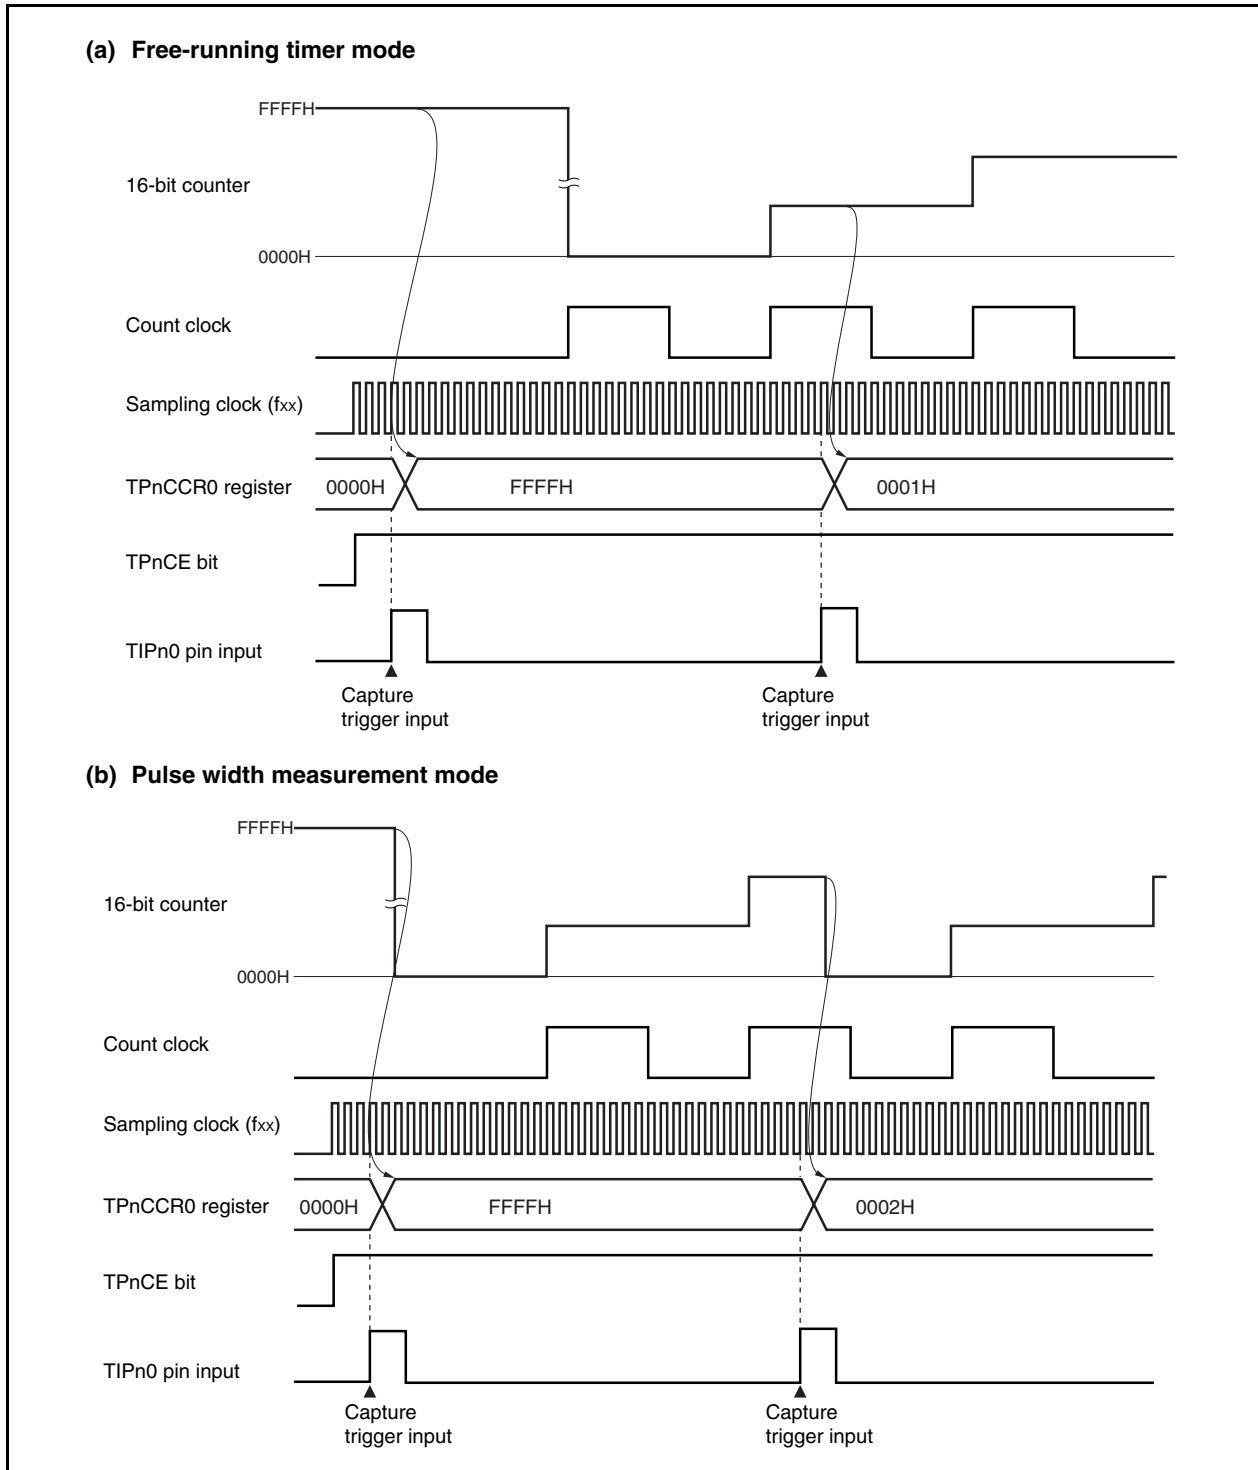 (a) Free-running timer mode
FFFFH
16-bit counter
0000H
Count clock
Sampling clock (fxx)
TPnCCR0 register 0000H FFFFH 0001H
TPnCE bit
TIPn0 pin input
Capture Capture
trigger input trigger input
(b) Pulse width measurement mode
FFFFH
16-bit counter
0000H
Count clock
Sampling clock (fxx)
TPnCCR0 register 0000H FFFFH 0002H
TPnCE bit
TIPn0 pin input
Capture Capture
trigger input trigger input